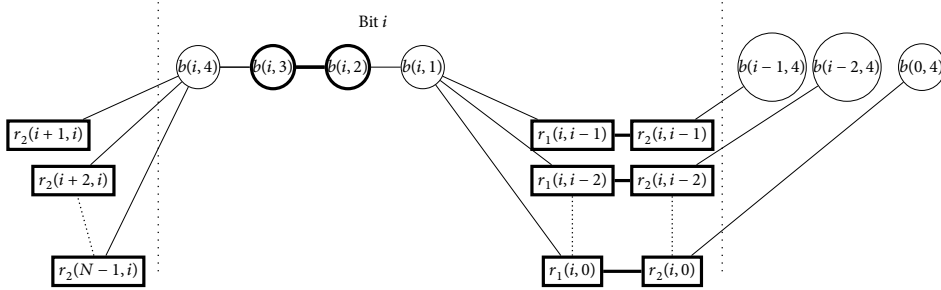 Bit i
b(i, 4) b(i, 3) b(i, 2) b(i, 1) b(i − 1, 4) b(i − 2, 4) b(0, 4)
r₂(i + 1, i) r₁(i, i − 1) r₂(i, i − 1)
r₂(i + 2, i) r₁(i, i − 2) r₂(i, i − 2)
r₂(N − 1, i) r₁(i, 0) r₂(i, 0)